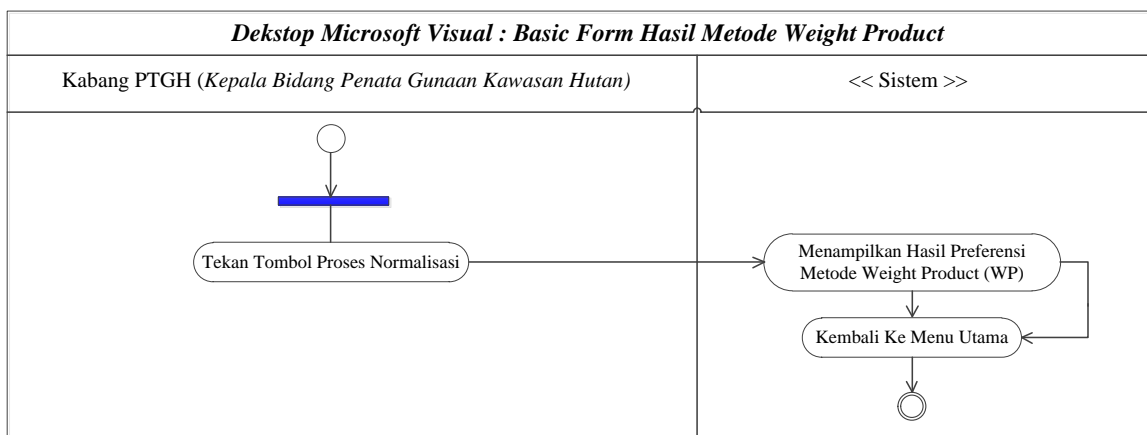 Dekstop Microsoft Visual : Basic Form Hasil Metode Weight Product
Kabang PTGH (Kepala Bidang Penata Gunaan Kawasan Hutan)
<< Sistem >>
Tekan Tombol Proses Normalisasi
Menampilkan Hasil Preferensi
Metode Weight Product (WP)
Kembali Ke Menu Utama